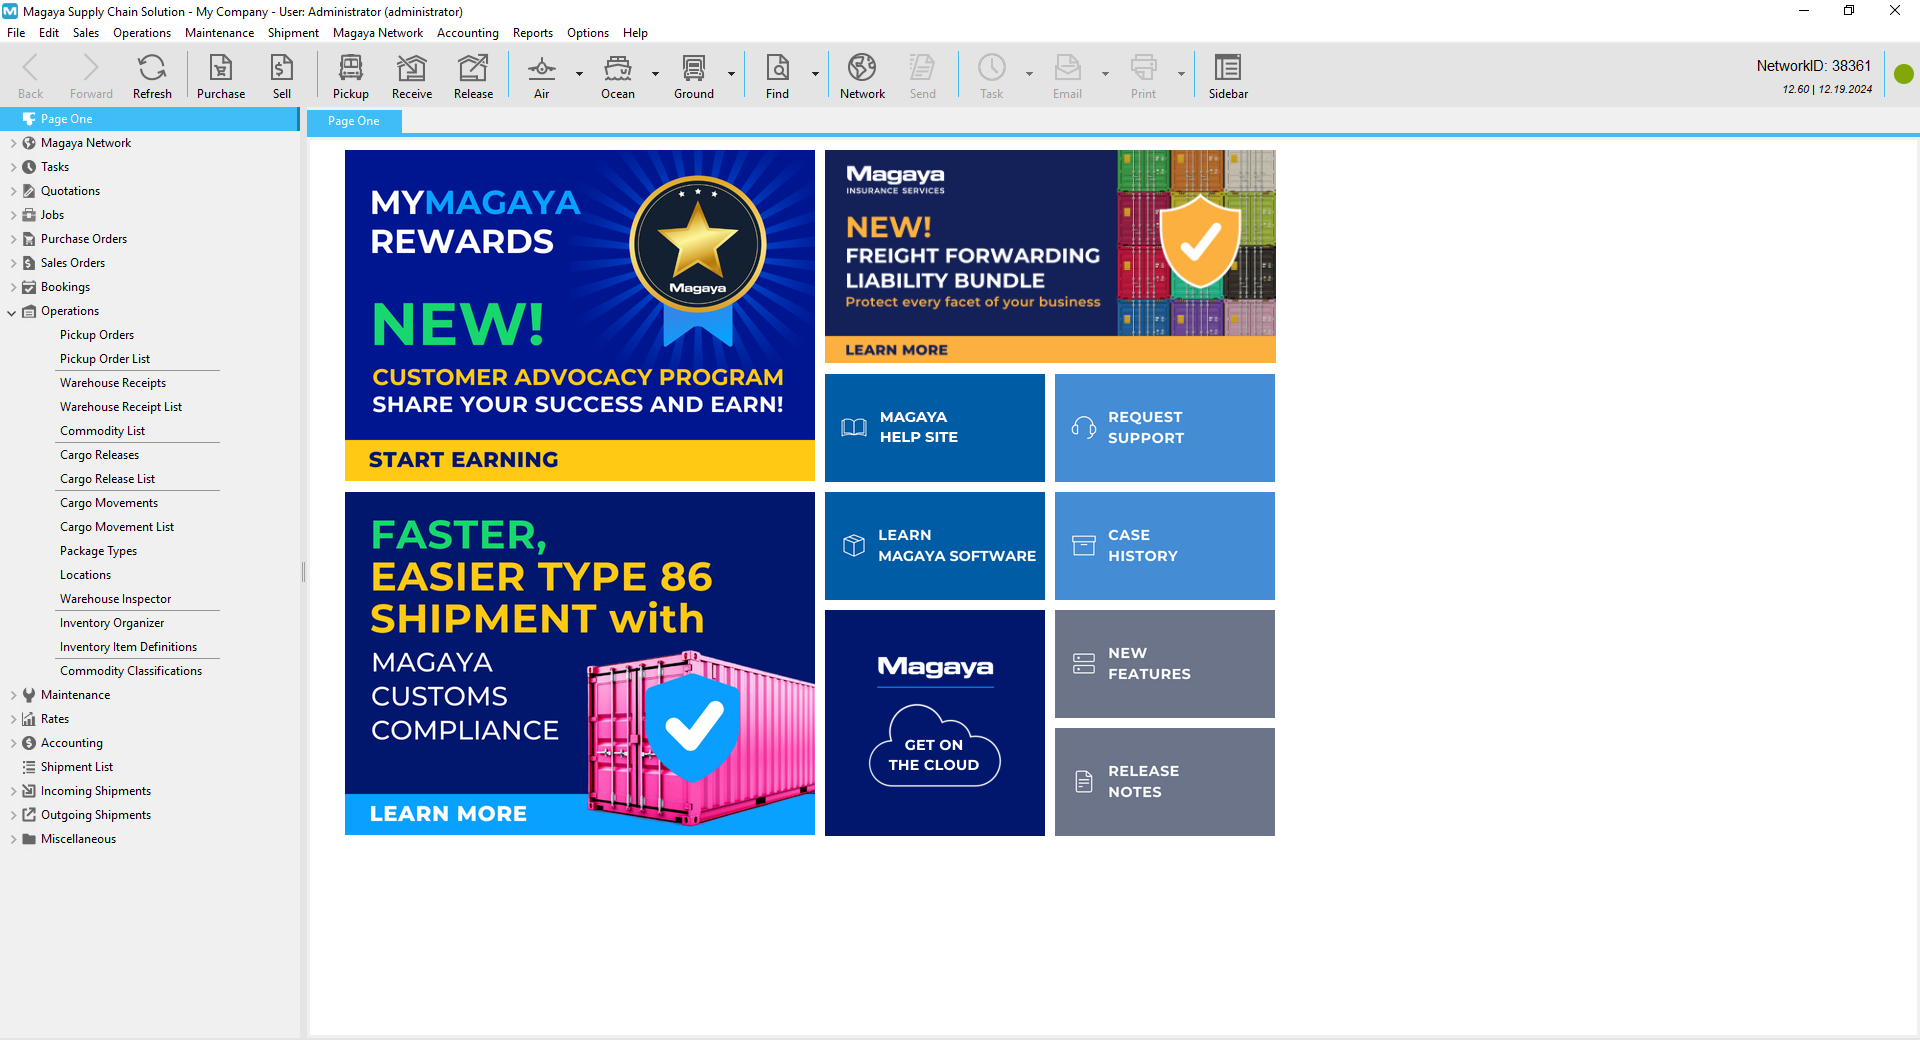 Magaya Supply Chain Solution - My Company - User: Administrator (administrator)
File Edit Sales Operations Maintenance Shipment Magaya Network Accounting Reports Options Help
Back Forward Refresh Purchase Sell Pickup Receive Release Air Ocean Ground Find Network Send Task Email Print Sidebar
NetworkID: 38361
12.60 | 12.19.2024
Page One
Magaya Network
Tasks
Quotations
Jobs
Purchase Orders
Sales Orders
Bookings
Operations
Pickup Orders
Pickup Order List
Warehouse Receipts
Warehouse Receipt List
Commodity List
Cargo Releases
Cargo Release List
Cargo Movements
Cargo Movement List
Package Types
Locations
Warehouse Inspector
Inventory Organizer
Inventory Item Definitions
Commodity Classifications
Maintenance
Rates
Accounting
Shipment List
Incoming Shipments
Outgoing Shipments
Miscellaneous
Page One
MYMAGAYA
REWARDS
Magaya
NEW!
CUSTOMER ADVOCACY PROGRAM
SHARE YOUR SUCCESS AND EARN!
START EARNING
FASTER,
EASIER TYPE 86
SHIPMENT with
MAGAYA
CUSTOMS
COMPLIANCE
LEARN MORE
Magaya
INSURANCE SERVICES
NEW!
FREIGHT FORWARDING
LIABILITY BUNDLE
Protect every facet of your business
LEARN MORE
MAGAYA
HELP SITE
REQUEST
SUPPORT
LEARN
MAGAYA SOFTWARE
CASE
HISTORY
Magaya
GET ON
THE CLOUD
NEW
FEATURES
RELEASE
NOTES